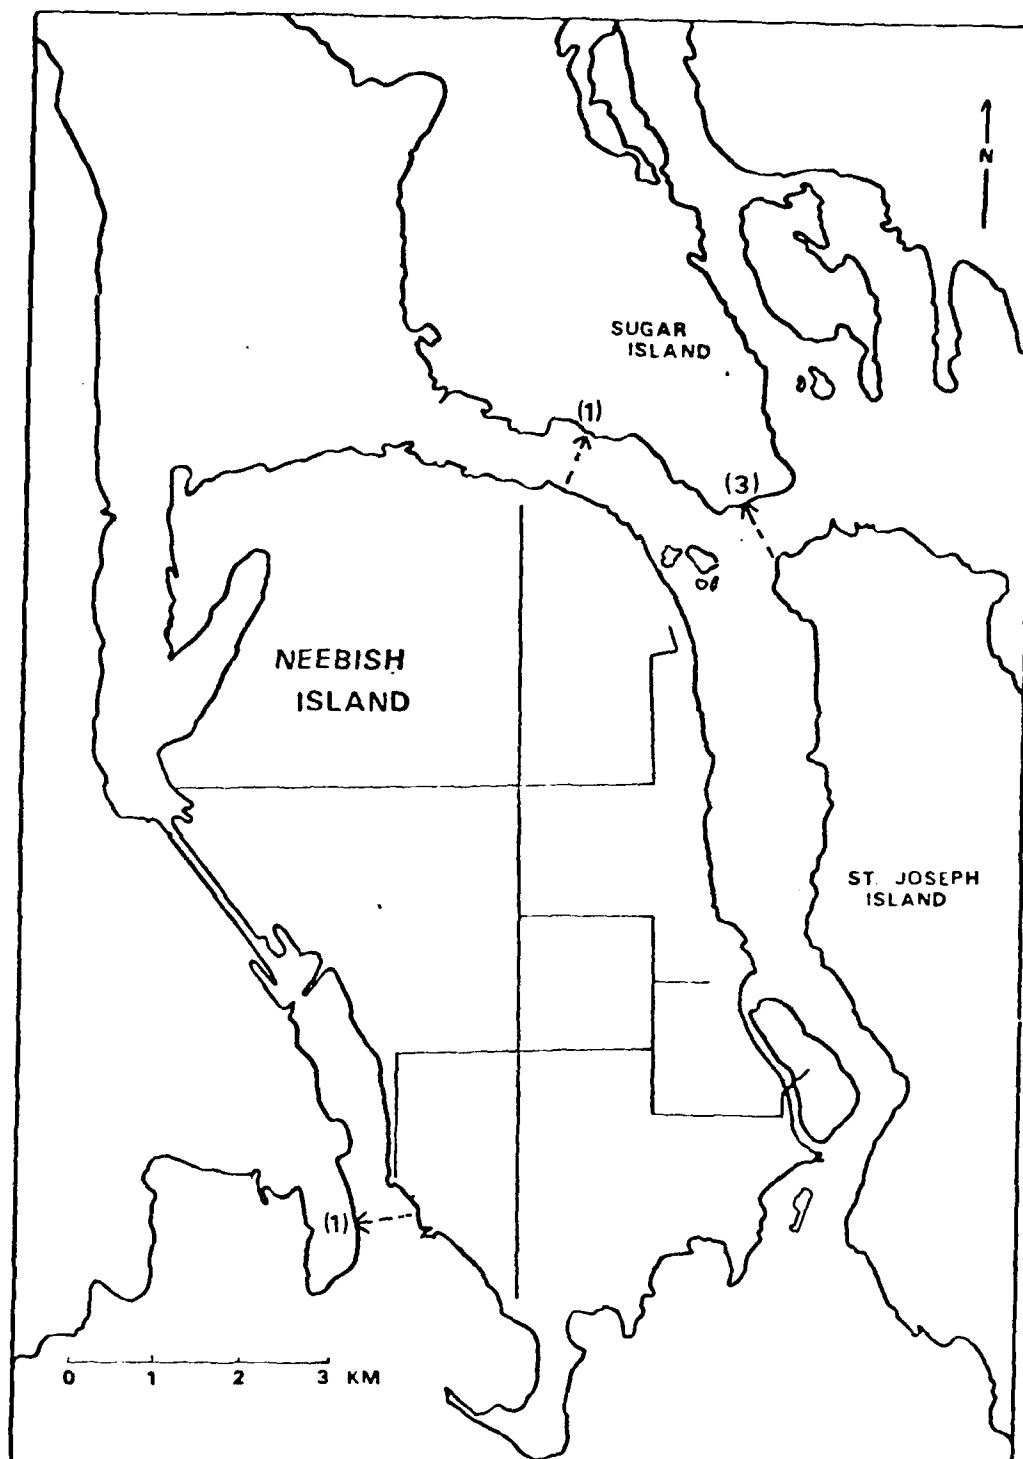 N
SUGAR
ISLAND
(1)
(3)
NEEBISH
ISLAND
ST. JOSEPH
ISLAND
(1)
0 1 2 3 KM